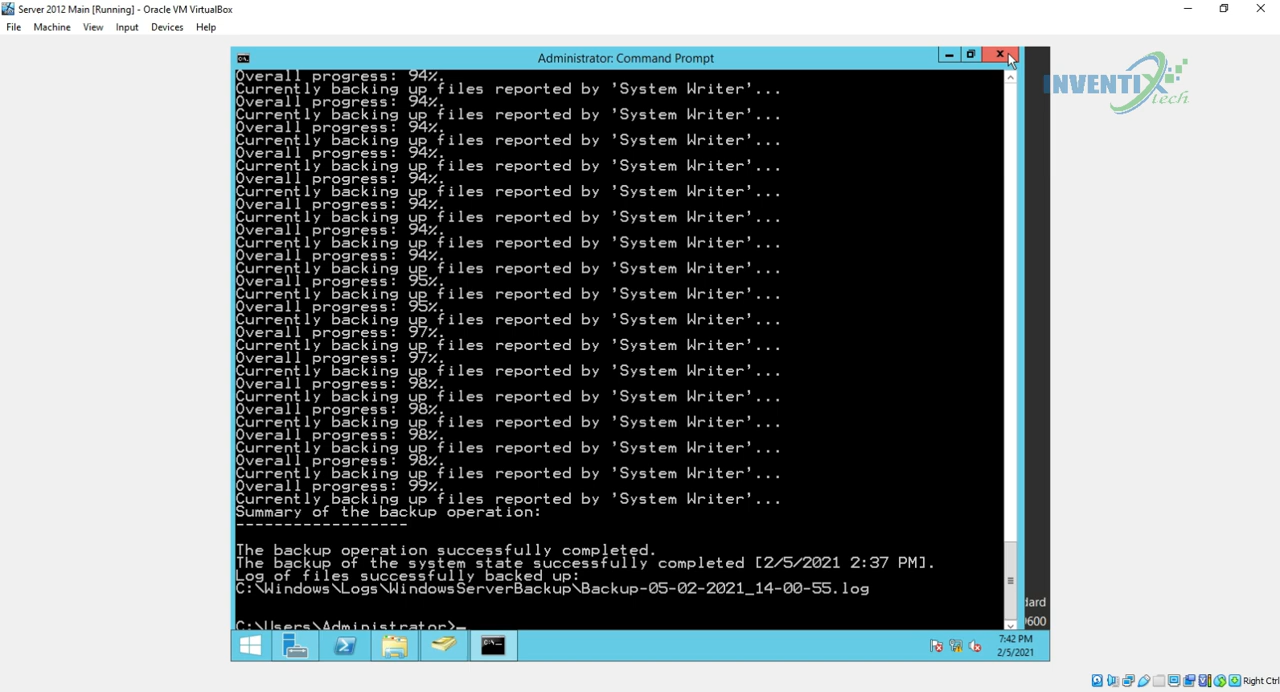 Server 2012 Main [Running] - Oracle VM VirtualBox
File Machine View Input Devices Help
Administrator: Command Prompt
INVENTIX
tech
Overall progress: 94%.
Currently backing up files reported by 'System Writer'...
Overall progress: 94%.
Currently backing up files reported by 'System Writer'...
Overall progress: 94%.
Currently backing up files reported by 'System Writer'...
Overall progress: 94%.
Currently backing up files reported by 'System Writer'...
Overall progress: 94%.
Currently backing up files reported by 'System Writer'...
Overall progress: 94%.
Currently backing up files reported by 'System Writer'...
Overall progress: 94%.
Currently backing up files reported by 'System Writer'...
Overall progress: 94%.
Currently backing up files reported by 'System Writer'...
Overall progress: 95%.
Currently backing up files reported by 'System Writer'...
Overall progress: 95%.
Currently backing up files reported by 'System Writer'...
Overall progress: 97%.
Currently backing up files reported by 'System Writer'...
Overall progress: 97%.
Currently backing up files reported by 'System Writer'...
Overall progress: 98%.
Currently backing up files reported by 'System Writer'...
Overall progress: 98%.
Currently backing up files reported by 'System Writer'...
Overall progress: 98%.
Currently backing up files reported by 'System Writer'...
Overall progress: 98%.
Currently backing up files reported by 'System Writer'...
Overall progress: 99%.
Currently backing up files reported by 'System Writer'...
Summary of the backup operation:
------------------
The backup operation successfully completed.
The backup of the system state successfully completed [2/5/2021 2:37 PM].
Log of files successfully backed up:
C:\Windows\Logs\WindowsServerBackup\Backup-05-02-2021_14-00-55.log
C:\Users\Administrator>_
dard
9600
7:42 PM
2/5/2021
Right Ctrl